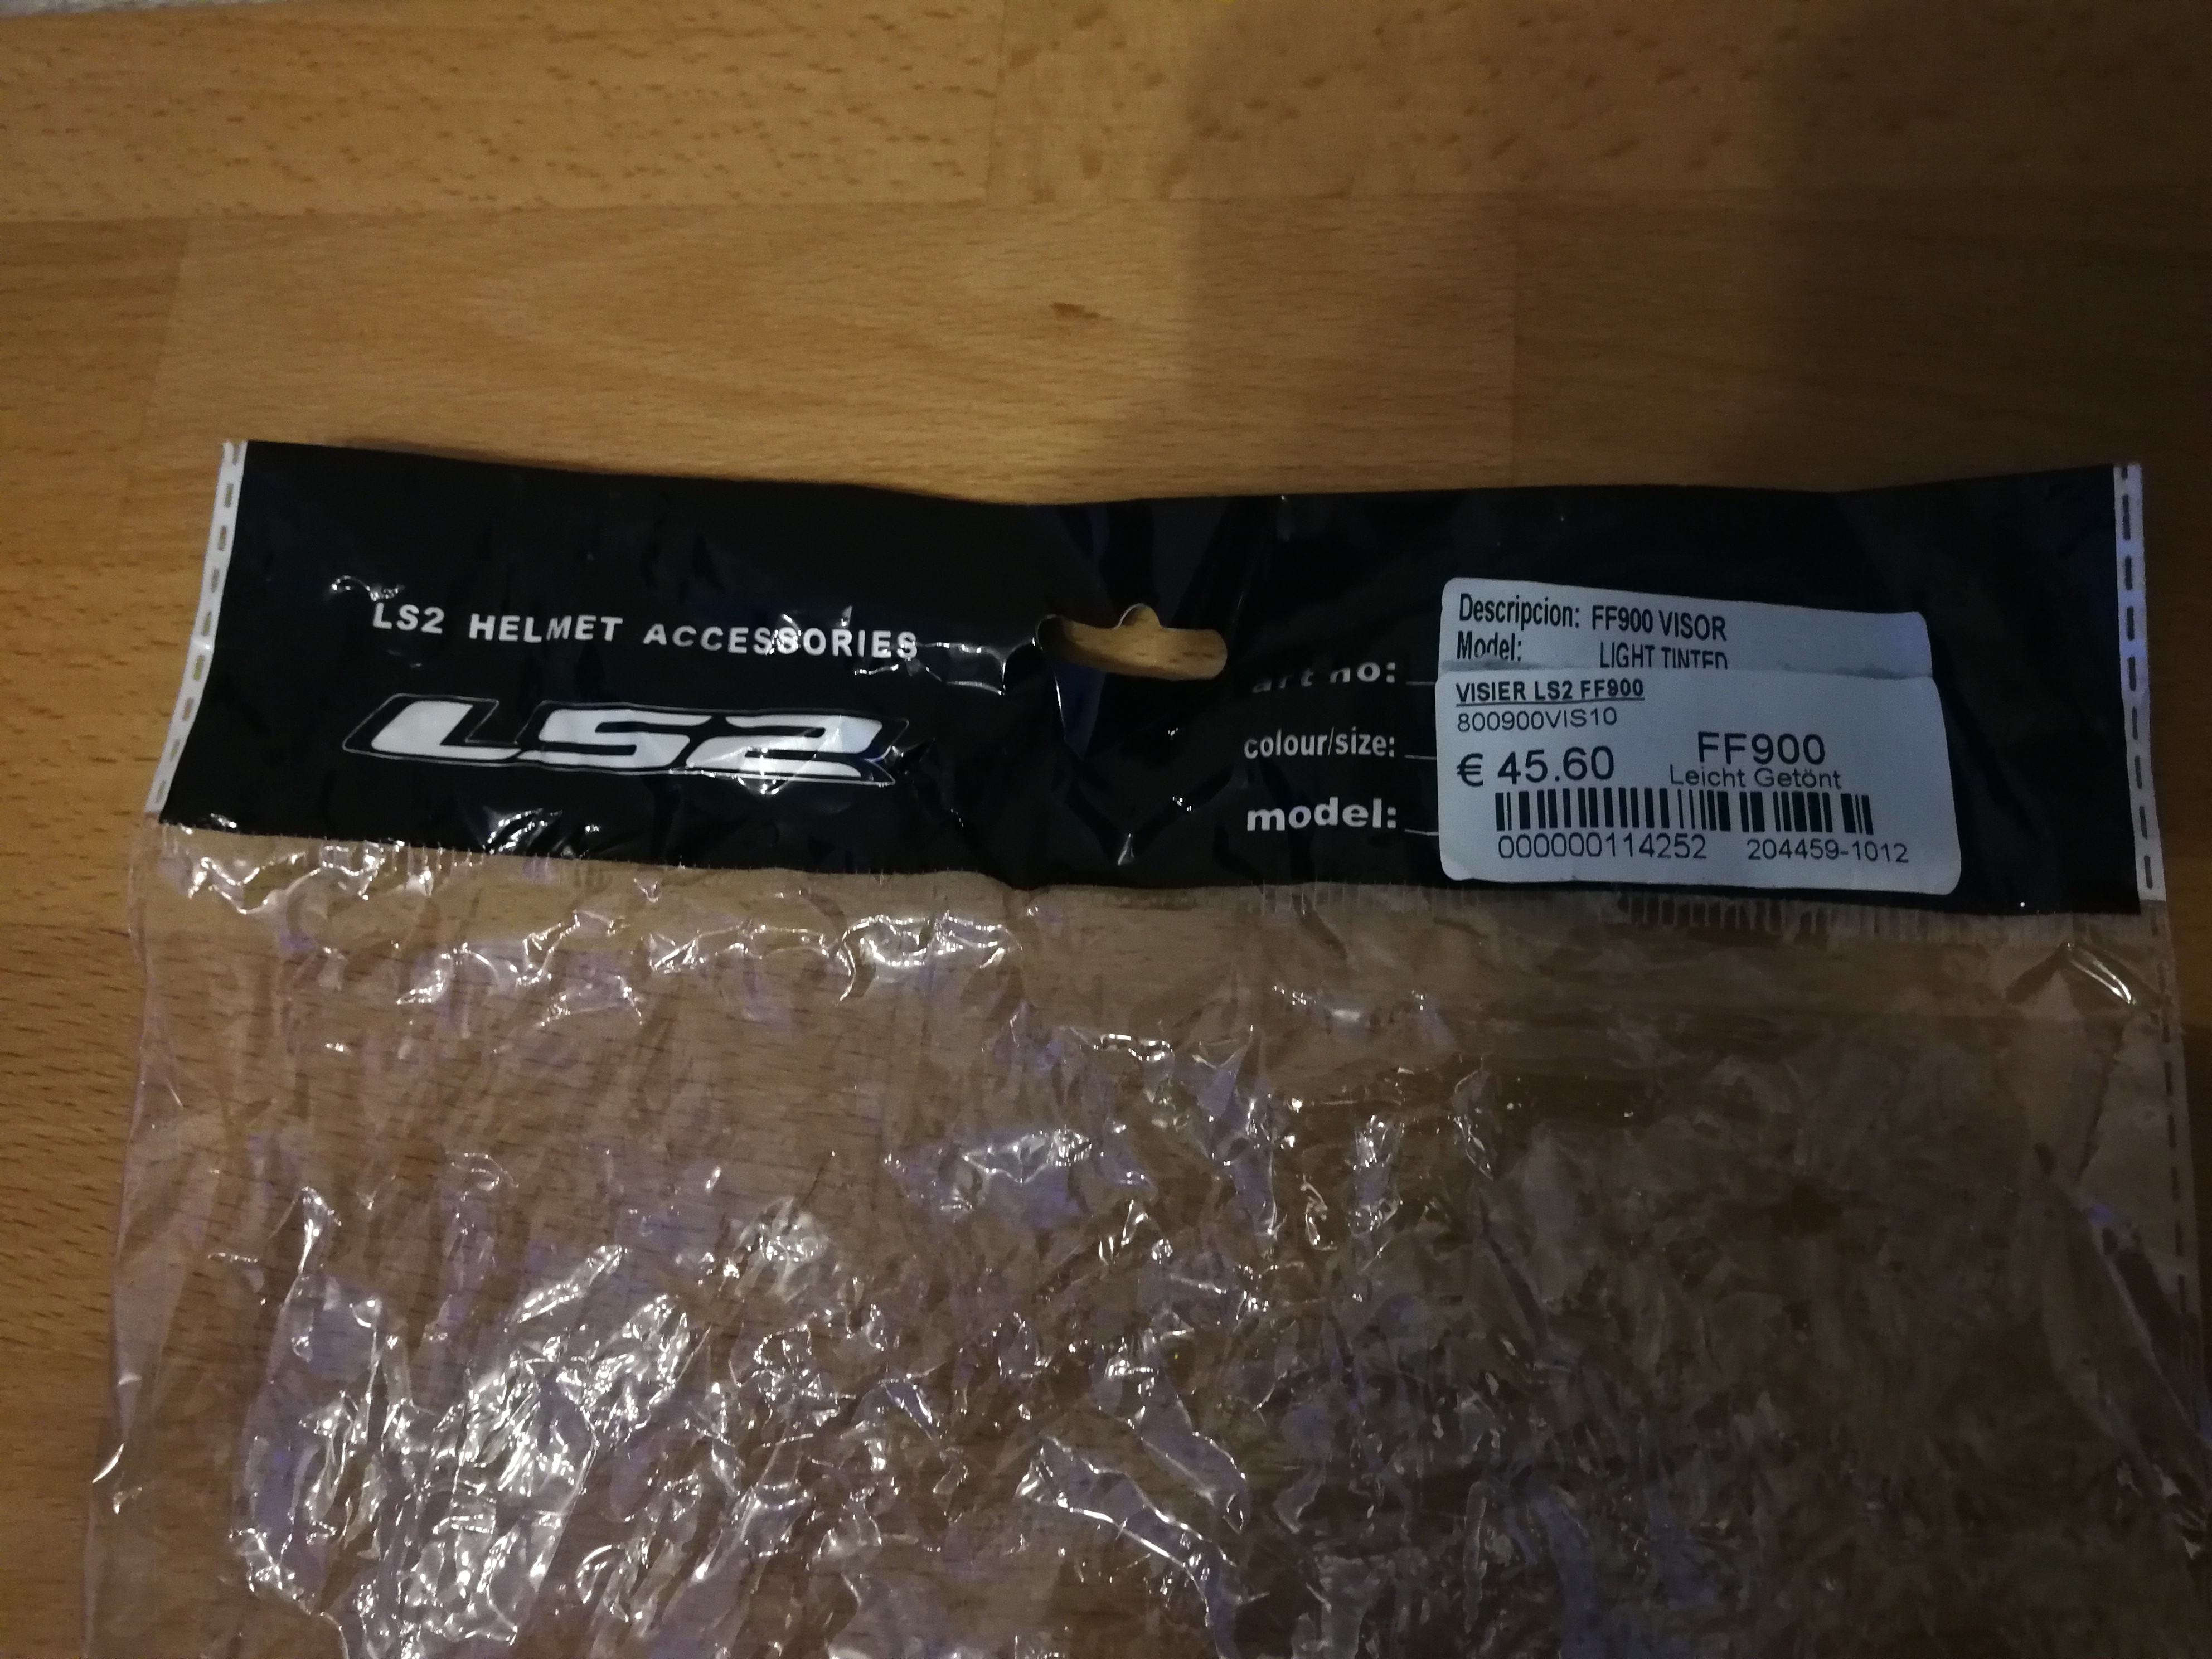 LS2 HELMET ACCESSORIES
LS2
art no:
colour/size:
model:
Descripcion: FF900 VISOR
Model: LIGHT TINTED
VISIER LS2 FF900
800900VIS10
€ 45.60 FF900
Leicht Getönt
000000114252 204459-1012